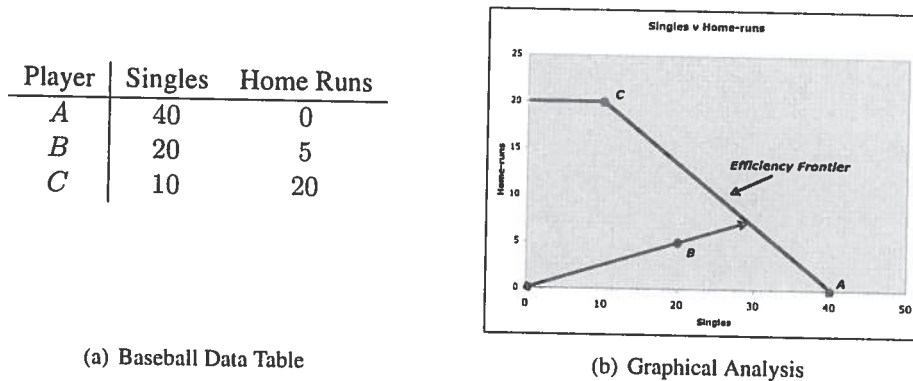 Player Singles Home Runs
A 40 0
B 20 5
C 10 20
(a) Baseball Data Table
Singles v Home-runs
25
20
15
10
5
0
Home-runs
C
Efficiency Frontier
B
A
0 10 20 30 40 50
Singles
(b) Graphical Analysis